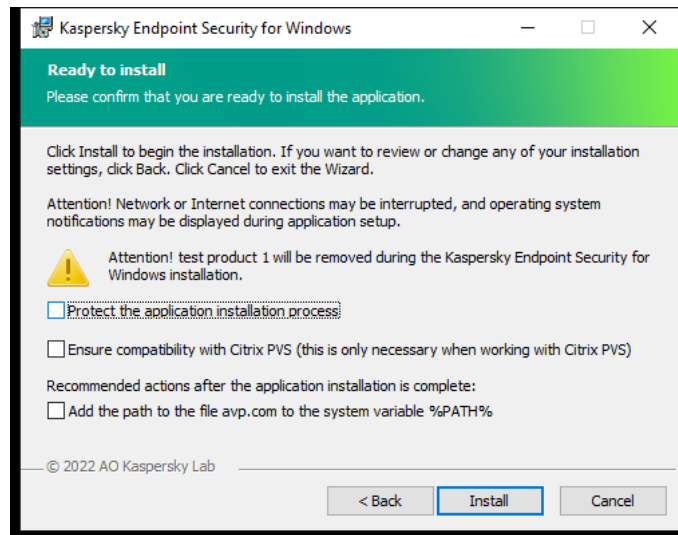 Kaspersky Endpoint Security for Windows
Ready to install
Please confirm that you are ready to install the application.
Click Install to begin the installation. If you want to review or change any of your installation
settings, click Back. Click Cancel to exit the Wizard.
Attention! Network or Internet connections may be interrupted, and operating system
notifications may be displayed during application setup.
Attention! test product 1 will be removed during the Kaspersky Endpoint Security for
Windows installation.
Protect the application installation process
Ensure compatibility with Citrix PVS (this is only necessary when working with Citrix PVS)
Recommended actions after the application installation is complete:
Add the path to the file avp.com to the system variable %PATH%
© 2022 AO Kaspersky Lab
< Back Install Cancel